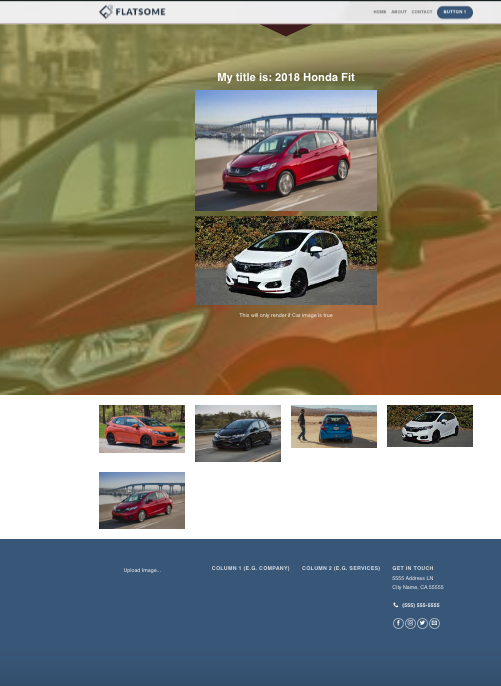 FLATSOME
HOME ABOUT CONTACT BUTTON 1
My title is: 2018 Honda Fit
This will only render if Car image is true
Upload Image...
COLUMN 1 (E.G. COMPANY)
COLUMN 2 (E.G. SERVICES)
GET IN TOUCH
5555 Address LN
City Name, CA 55555
(555) 555-5555